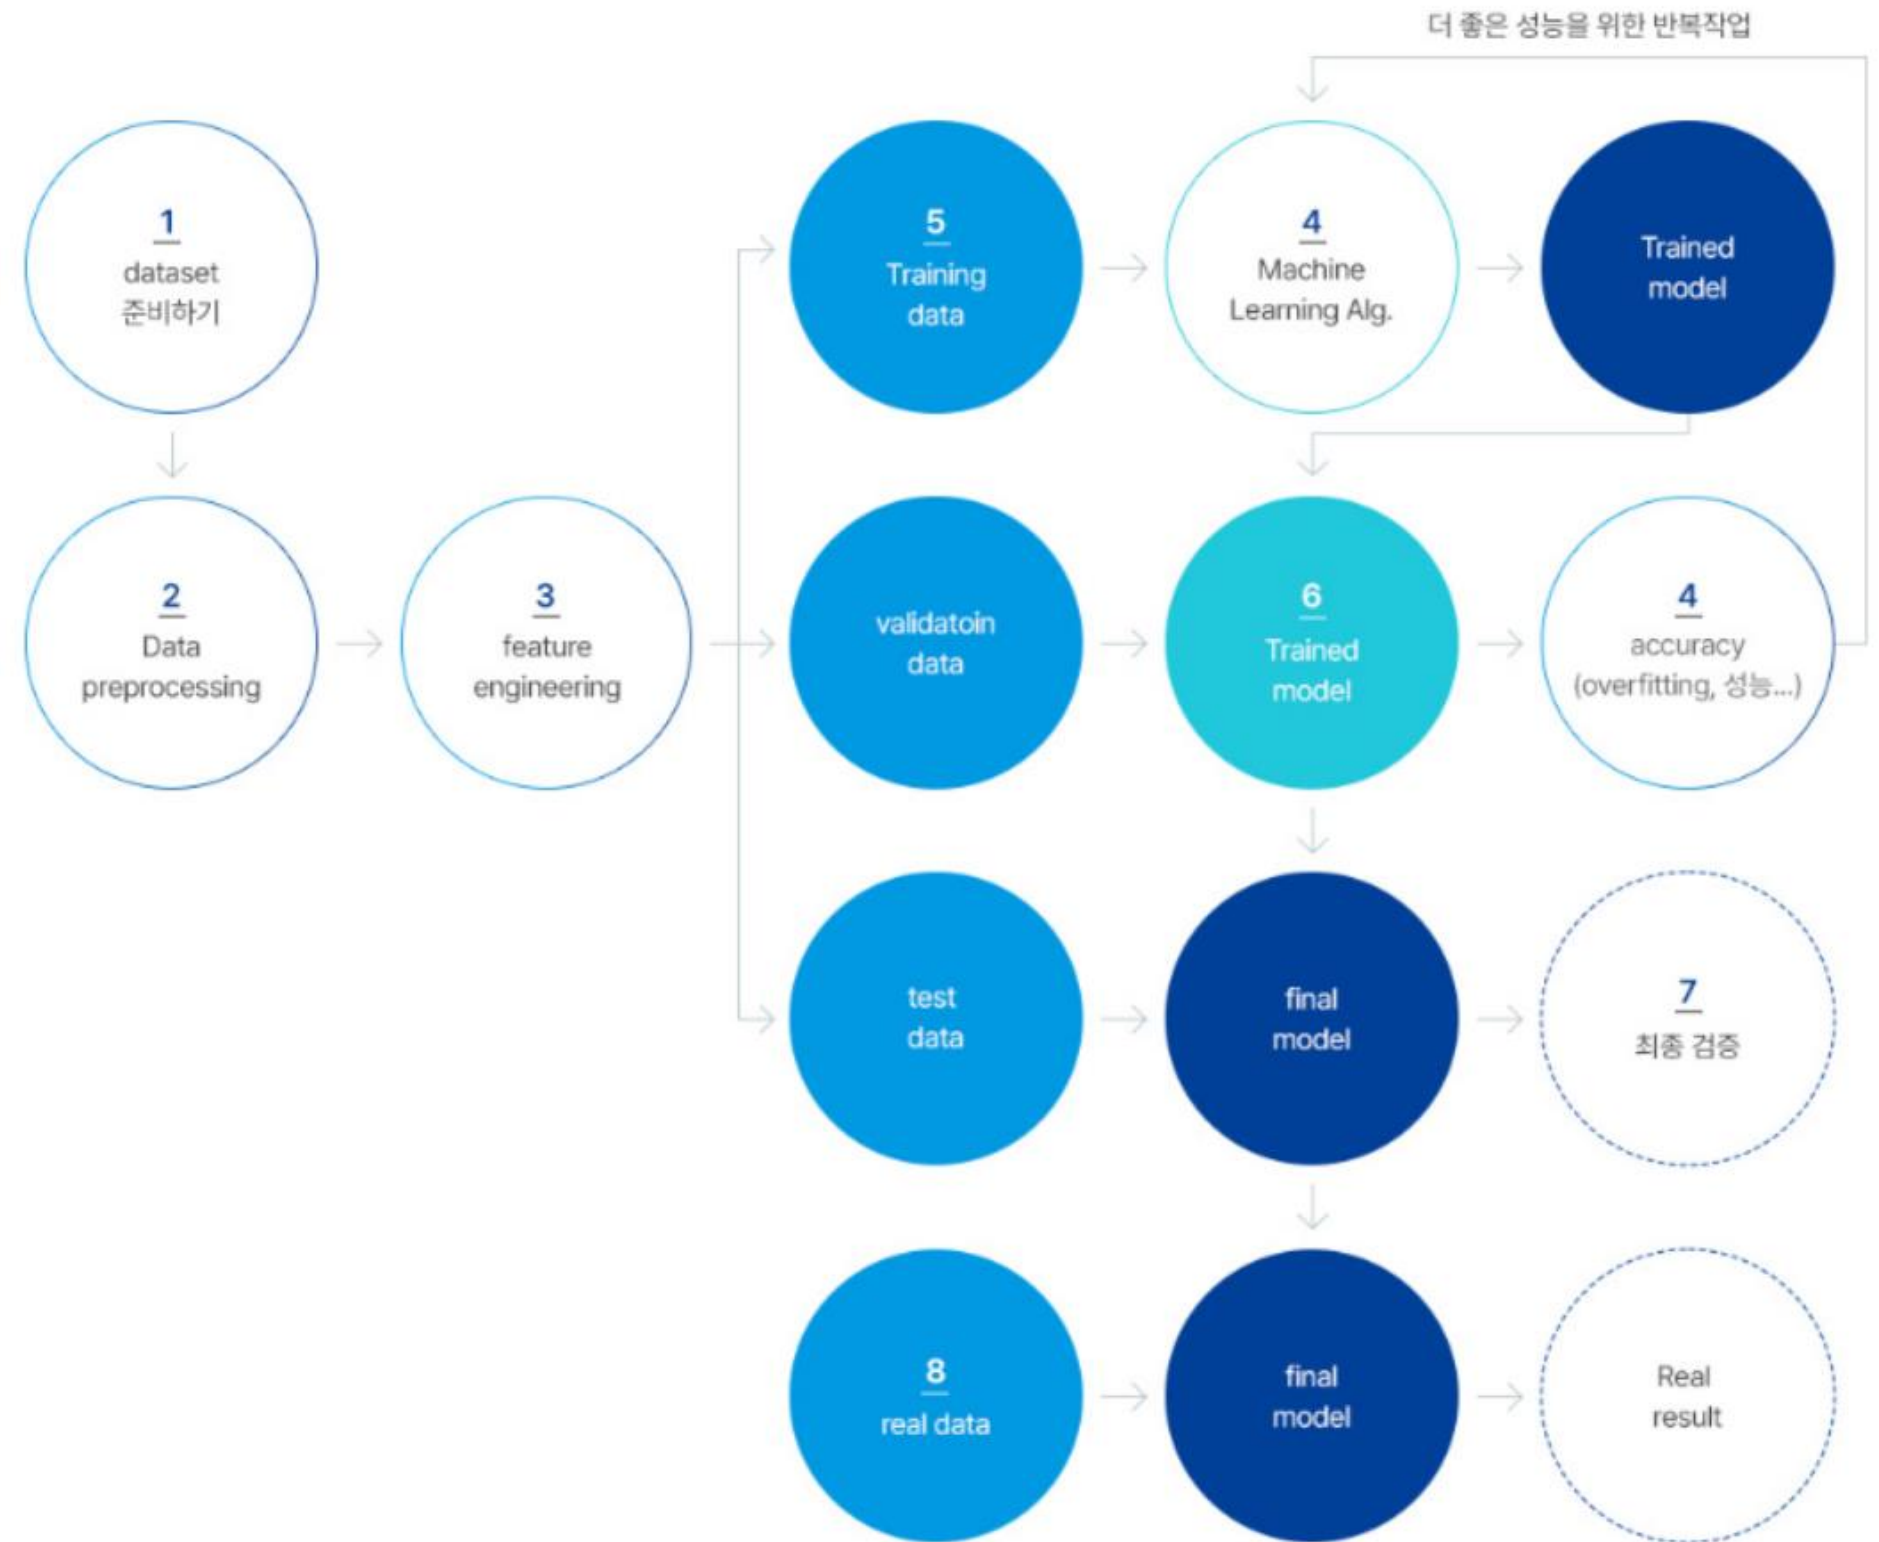 더 좋은 성능을 위한 반복작업
1
dataset
준비하기
5
Training
data
4
Machine
Learning Alg.
Trained
model
2
Data
preprocessing
3
feature
engineering
validatoin
data
6
Trained
model
4
accuracy
(overfitting, 성능...)
test
data
final
model
7
최종 검증
8
real data
final
model
Real
result